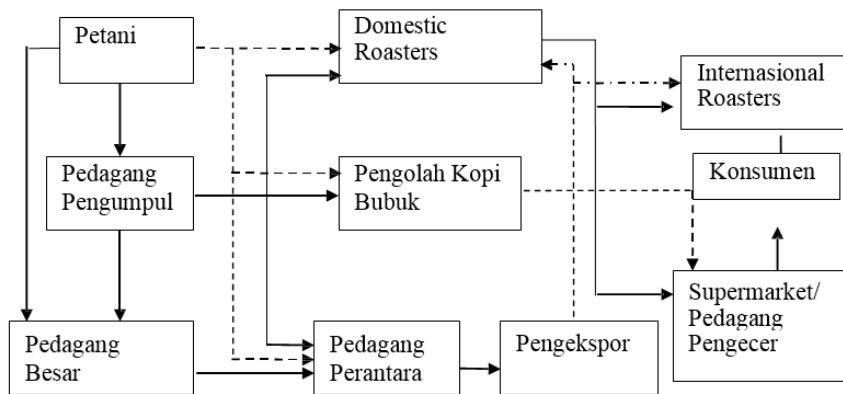 Petani
Domestic
Roasters
Internasional
Roasters
Pedagang
Pengumpul
Pengolah Kopi
Bubuk
Konsumen
Supermarket/
Pedagang
Pengecer
Pedagang
Besar
Pedagang
Perantara
Pengekspor